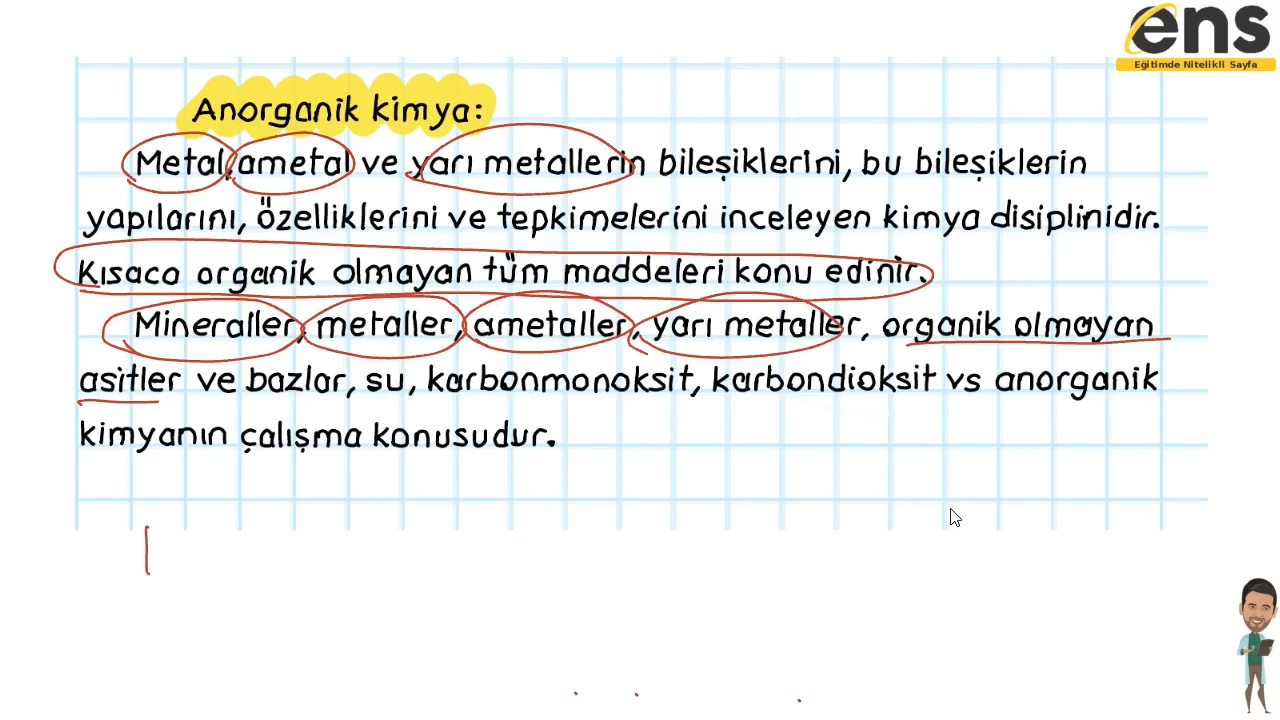 ens
Eğitimde Nitelikli Sayfa
Anorganik kimya:
Metal, ametal ve yarı metallerin bileşiklerini, bu bileşiklerin
yapılarını, özelliklerini ve tepkimelerini inceleyen kimya disiplinidir.
Kısaca organik olmayan tüm maddeleri konu edinir.
Mineraller, metaller, ametaller, yarı metaller, organik olmayan
asitler ve bazlar, su, karbonmonoksit, karbondioksit vs anorganik
kimyanın çalışma konusudur.